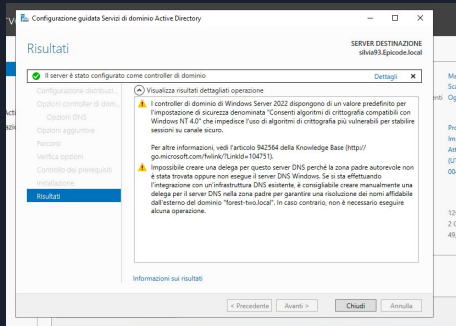 Configurazione guidata Servizi di dominio Active Directory
Risultati
SERVER DESTINAZIONE
silvia93.Epicode.local
Il server è stato configurato come controller di dominio
Dettagli
Configurazione distribuzi...
Opzioni controller di dom...
Opzioni DNS
Opzioni aggiuntive
Percorsi
Verifica opzioni
Controllo dei prerequisiti
Installazione
Risultati
Visualizza risultati dettagliati operazione
I controller di dominio di Windows Server 2022 dispongono di un valore predefinito per
l'impostazione di sicurezza denominata "Consenti algoritmi di crittografia compatibili con
Windows NT 4.0" che impedisce l'uso di algoritmi di crittografia più vulnerabili per stabilire
sessioni su canale sicuro.
Per altre informazioni, vedi l'articolo 942564 della Knowledge Base (http://
go.microsoft.com/fwlink/?LinkId=104751).
Impossibile creare una delega per questo server DNS perché la zona padre autorevole non
è stata trovata oppure non esegue il server DNS Windows. Se si sta effettuando
l'integrazione con un'infrastruttura DNS esistente, è consigliabile creare manualmente una
delega per il server DNS nella zona padre per garantire una risoluzione dei nomi affidabile
dall'esterno del dominio "forest-two.local". In caso contrario, non è necessario eseguire
alcuna operazione.
Informazioni sui risultati
< Precedente
Avanti >
Chiudi
Annulla